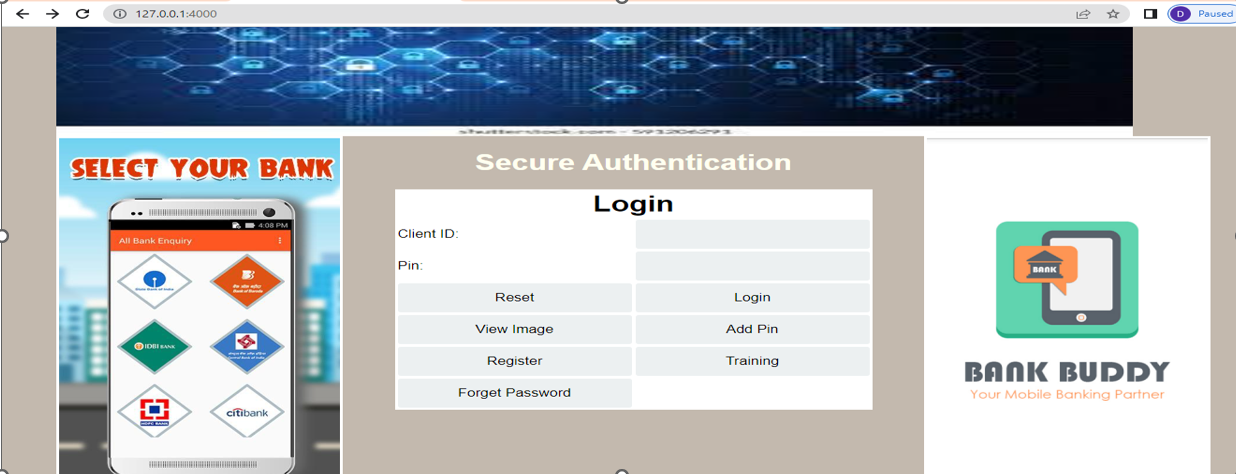 127.0.0.1:4000
D Paused
shutterstock.com · 591206291
SELECT YOUR BANK
4:08 PM
All Bank Enquiry
State Bank of India
Bank of Baroda
IDBI BANK
Central Bank of India
HDFC BANK
citibank
Secure Authentication
Login
Client ID:
Pin:
Reset Login
View Image Add Pin
Register Training
Forget Password
BANK
BANK BUDDY
Your Mobile Banking Partner